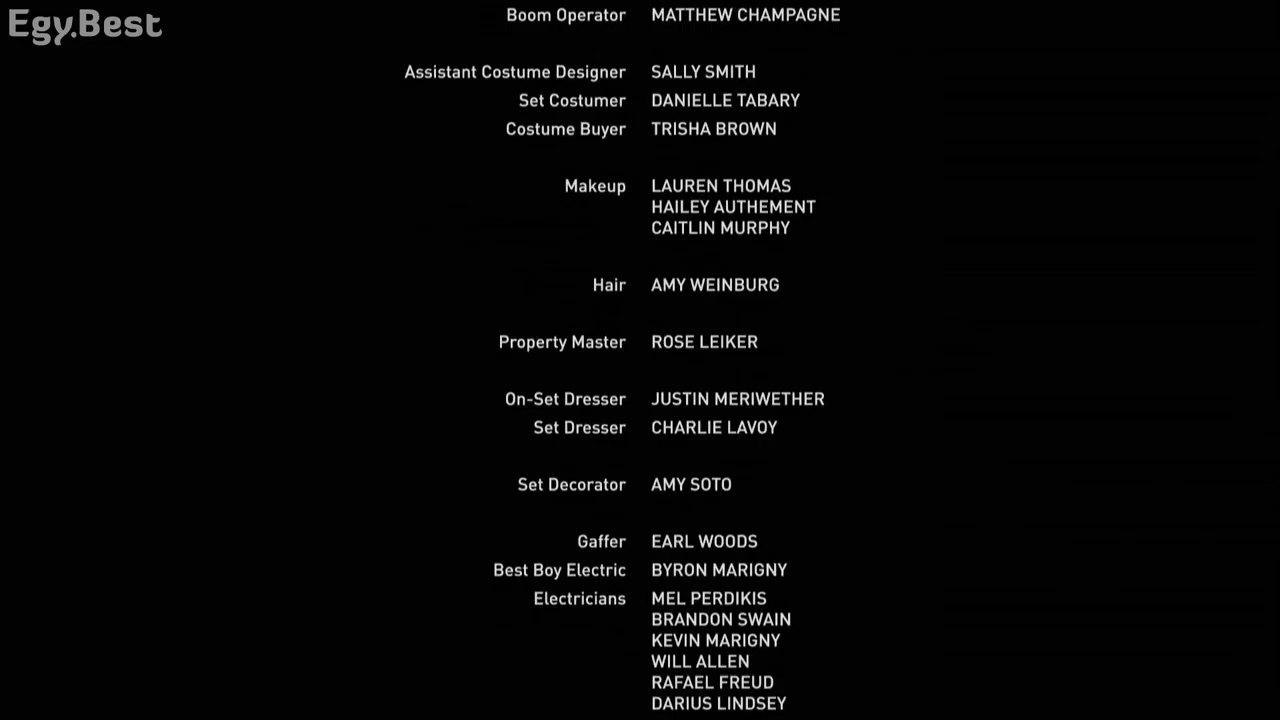 Egy.Best
Boom Operator MATTHEW CHAMPAGNE
Assistant Costume Designer SALLY SMITH
Set Costumer DANIELLE TABARY
Costume Buyer TRISHA BROWN
Makeup LAUREN THOMAS
HAILEY AUTHEMENT
CAITLIN MURPHY
Hair AMY WEINBURG
Property Master ROSE LEIKER
On-Set Dresser JUSTIN MERIWETHER
Set Dresser CHARLIE LAVOY
Set Decorator AMY SOTO
Gaffer EARL WOODS
Best Boy Electric BYRON MARIGNY
Electricians MEL PERDIKIS
BRANDON SWAIN
KEVIN MARIGNY
WILL ALLEN
RAFAEL FREUD
DARIUS LINDSEY